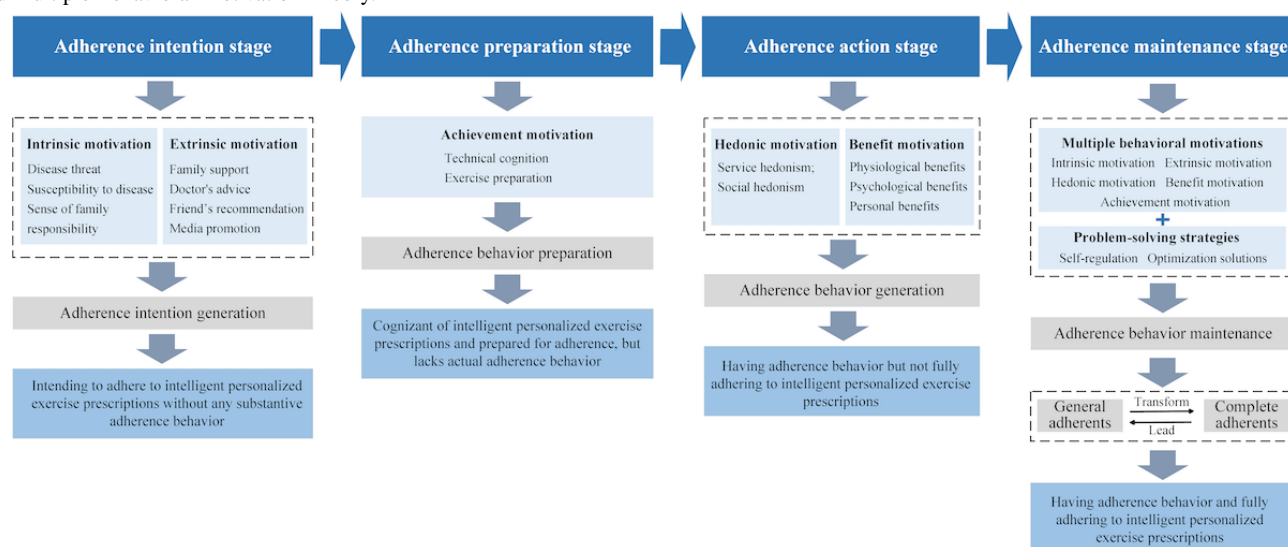 Adherence intention stage
Intrinsic motivation
Disease threat
Susceptibility to disease
Sense of family
responsibility
Extrinsic motivation
Family support
Doctor's advice
Friend's recommendation
Media promotion
Adherence intention generation
Intending to adhere to intelligent personalized
exercise prescriptions without any substantive
adherence behavior
Adherence preparation stage
Achievement motivation
Technical cognition
Exercise preparation
Adherence behavior preparation
Cognizant of intelligent personalized exercise
prescriptions and prepared for adherence, but
lacks actual adherence behavior
Adherence action stage
Hedonic motivation
Service hedonism;
Social hedonism
Benefit motivation
Physiological benefits
Psychological benefits
Personal benefits
Adherence behavior generation
Having adherence behavior but not fully
adhering to intelligent personalized exercise
prescriptions
Adherence maintenance stage
Multiple behavioral motivations
Intrinsic motivation Extrinsic motivation
Hedonic motivation Benefit motivation
Achievement motivation
+
Problem-solving strategies
Self-regulation Optimization solutions
Adherence behavior maintenance
General
adherents
Transform
Lead
Complete
adherents
Having adherence behavior and fully
adhering to intelligent personalized
exercise prescriptions